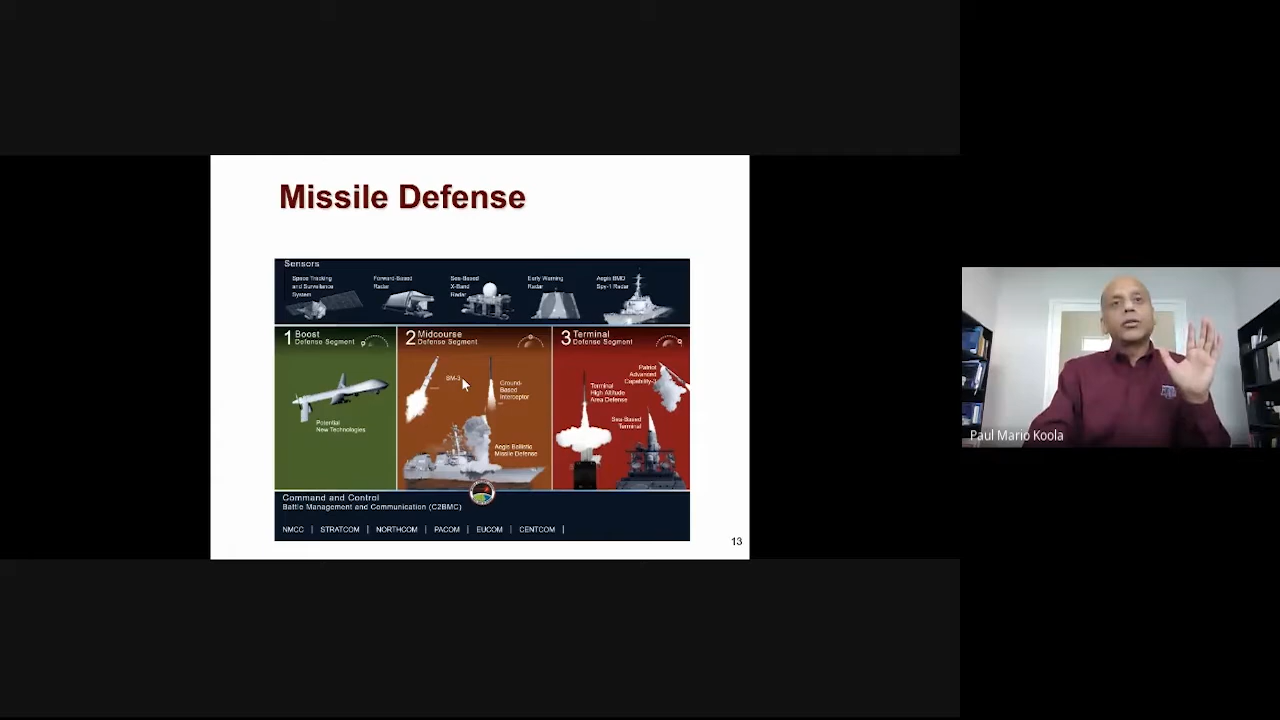 Missile Defense
Sensors
Space Tracking
and Surveillance
System
Forward-Based
Radar
Sea-Based
X-Band
Radar
Early Warning
Radar
Aegis BMD
Spy-1 Radar
1 Boost
Defense Segment
Potential
New Technologies
2 Midcourse
Defense Segment
SM-3
Ground-
Based
Interceptor
Aegis Ballistic
Missile Defense
3 Terminal
Defense Segment
Patriot
Advanced
Capability-3
Terminal
High Altitude
Area Defense
Sea-Based
Terminal
Command and Control
Battle Management and Communication (C2BMC)
NMCC | STRATCOM | NORTHCOM | PACOM | EUCOM | CENTCOM |
13
Paul Mario Koola